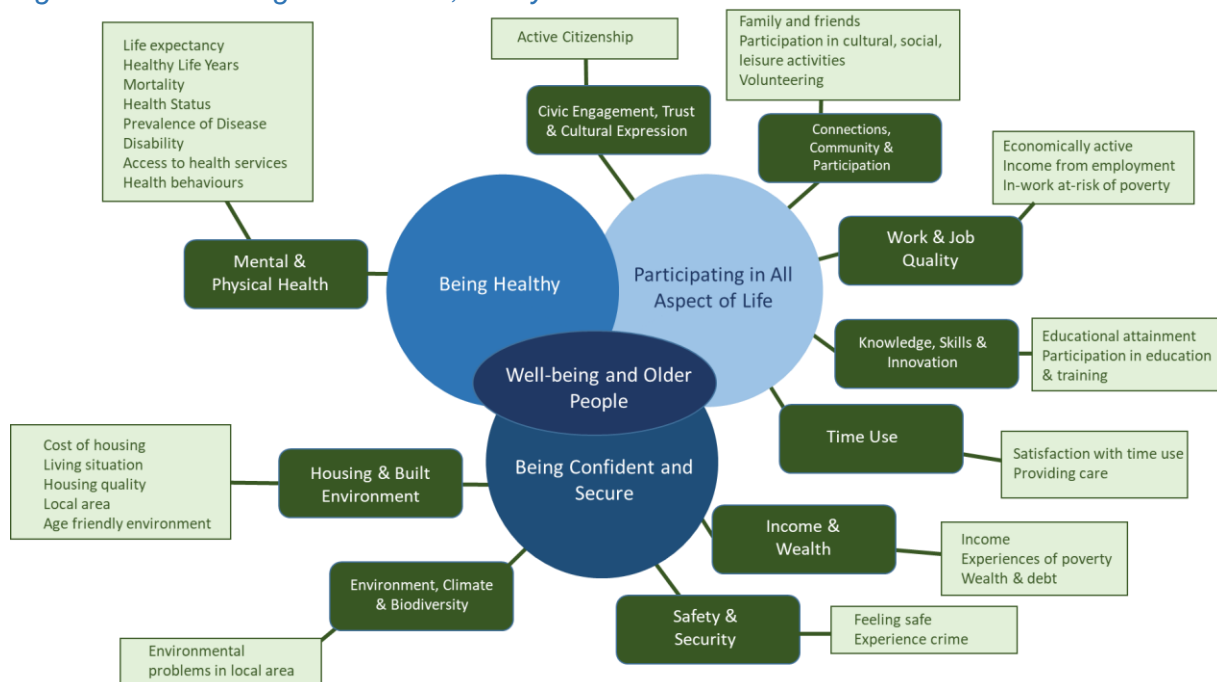 Life expectancy
Healthy Life Years
Mortality
Health Status
Prevalence of Disease
Disability
Access to health services
Health behaviours
Mental &
Physical Health
Active Citizenship
Civic Engagement, Trust
& Cultural Expression
Family and friends
Participation in cultural, social,
leisure activities
Volunteering
Connections,
Community &
Participation
Economically active
Income from employment
In-work at-risk of poverty
Work & Job
Quality
Being Healthy
Participating in All
Aspect of Life
Knowledge, Skills &
Innovation
Educational attainment
Participation in education
& training
Well-being and Older
People
Time Use
Satisfaction with time use
Providing care
Cost of housing
Living situation
Housing quality
Local area
Age friendly environment
Housing & Built
Environment
Being Confident and
Secure
Income &
Wealth
Income
Experiences of poverty
Wealth & debt
Environment, Climate
& Biodiversity
Environmental
problems in local area
Safety &
Security
Feeling safe
Experience crime